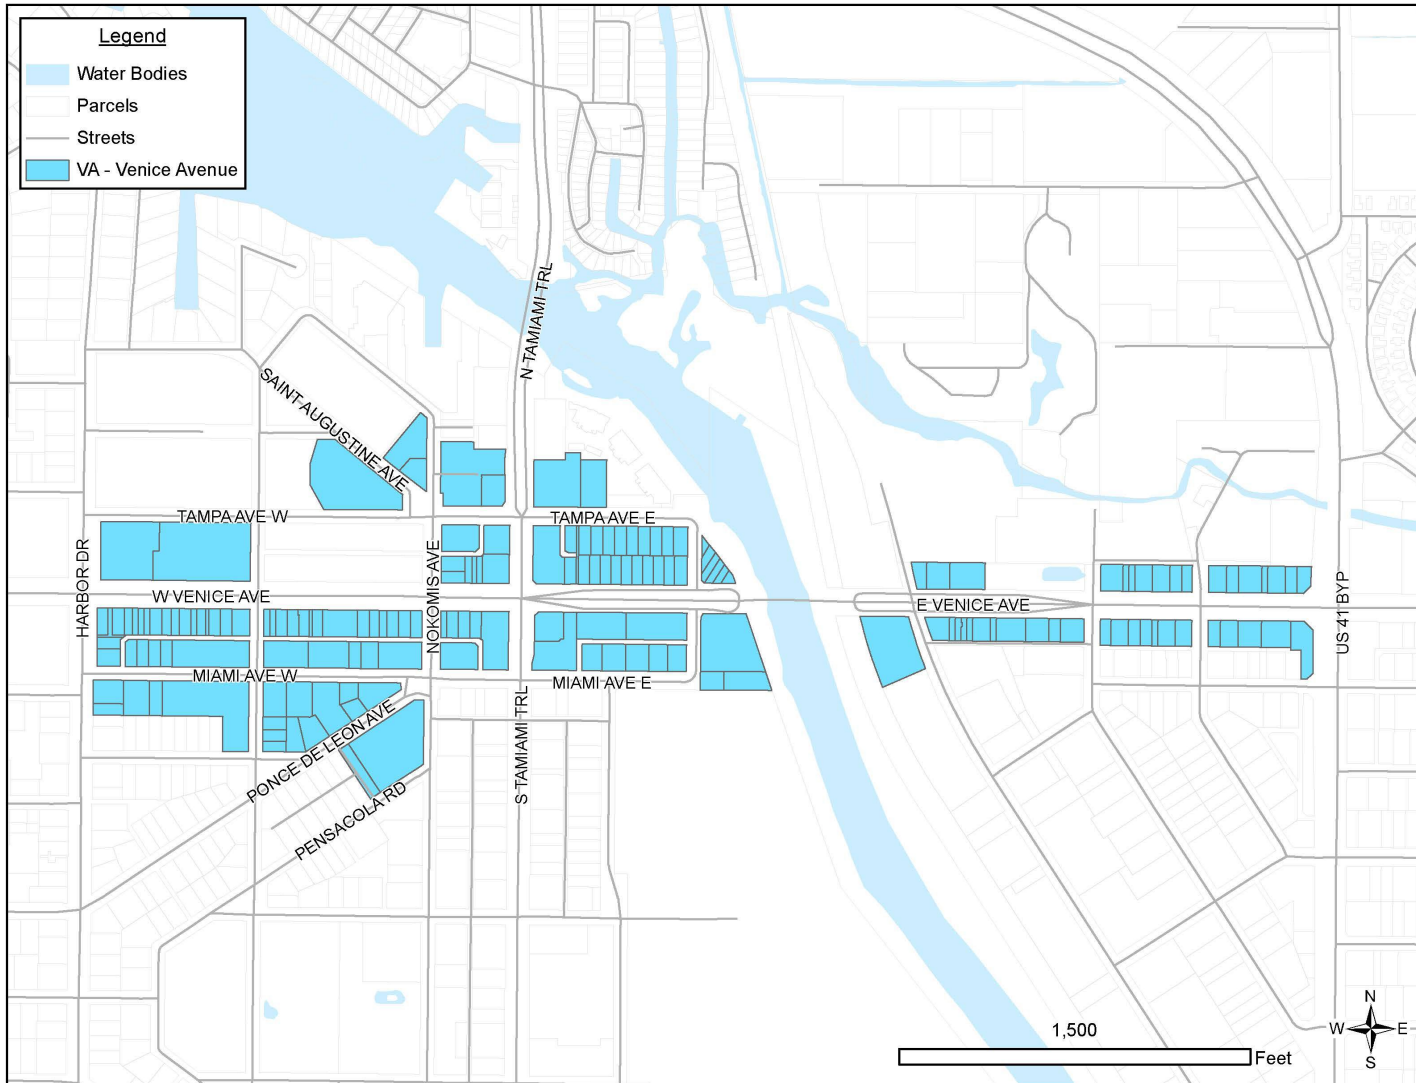 Legend
Water Bodies
Parcels
Streets
VA - Venice Avenue
N TAMIAMI TRL
SAINT AUGUSTINE AVE
TAMPA AVE W
TAMPA AVE E
HARBOR DR
NOKOMIS AVE
W VENICE AVE
E VENICE AVE
US-41 BYP
MIAMI AVE W
MIAMI AVE E
PONCE DE LEON AVE
S TAMIAMI TRL
PENSACOLA RD
N
W
E
S
1,500
Feet